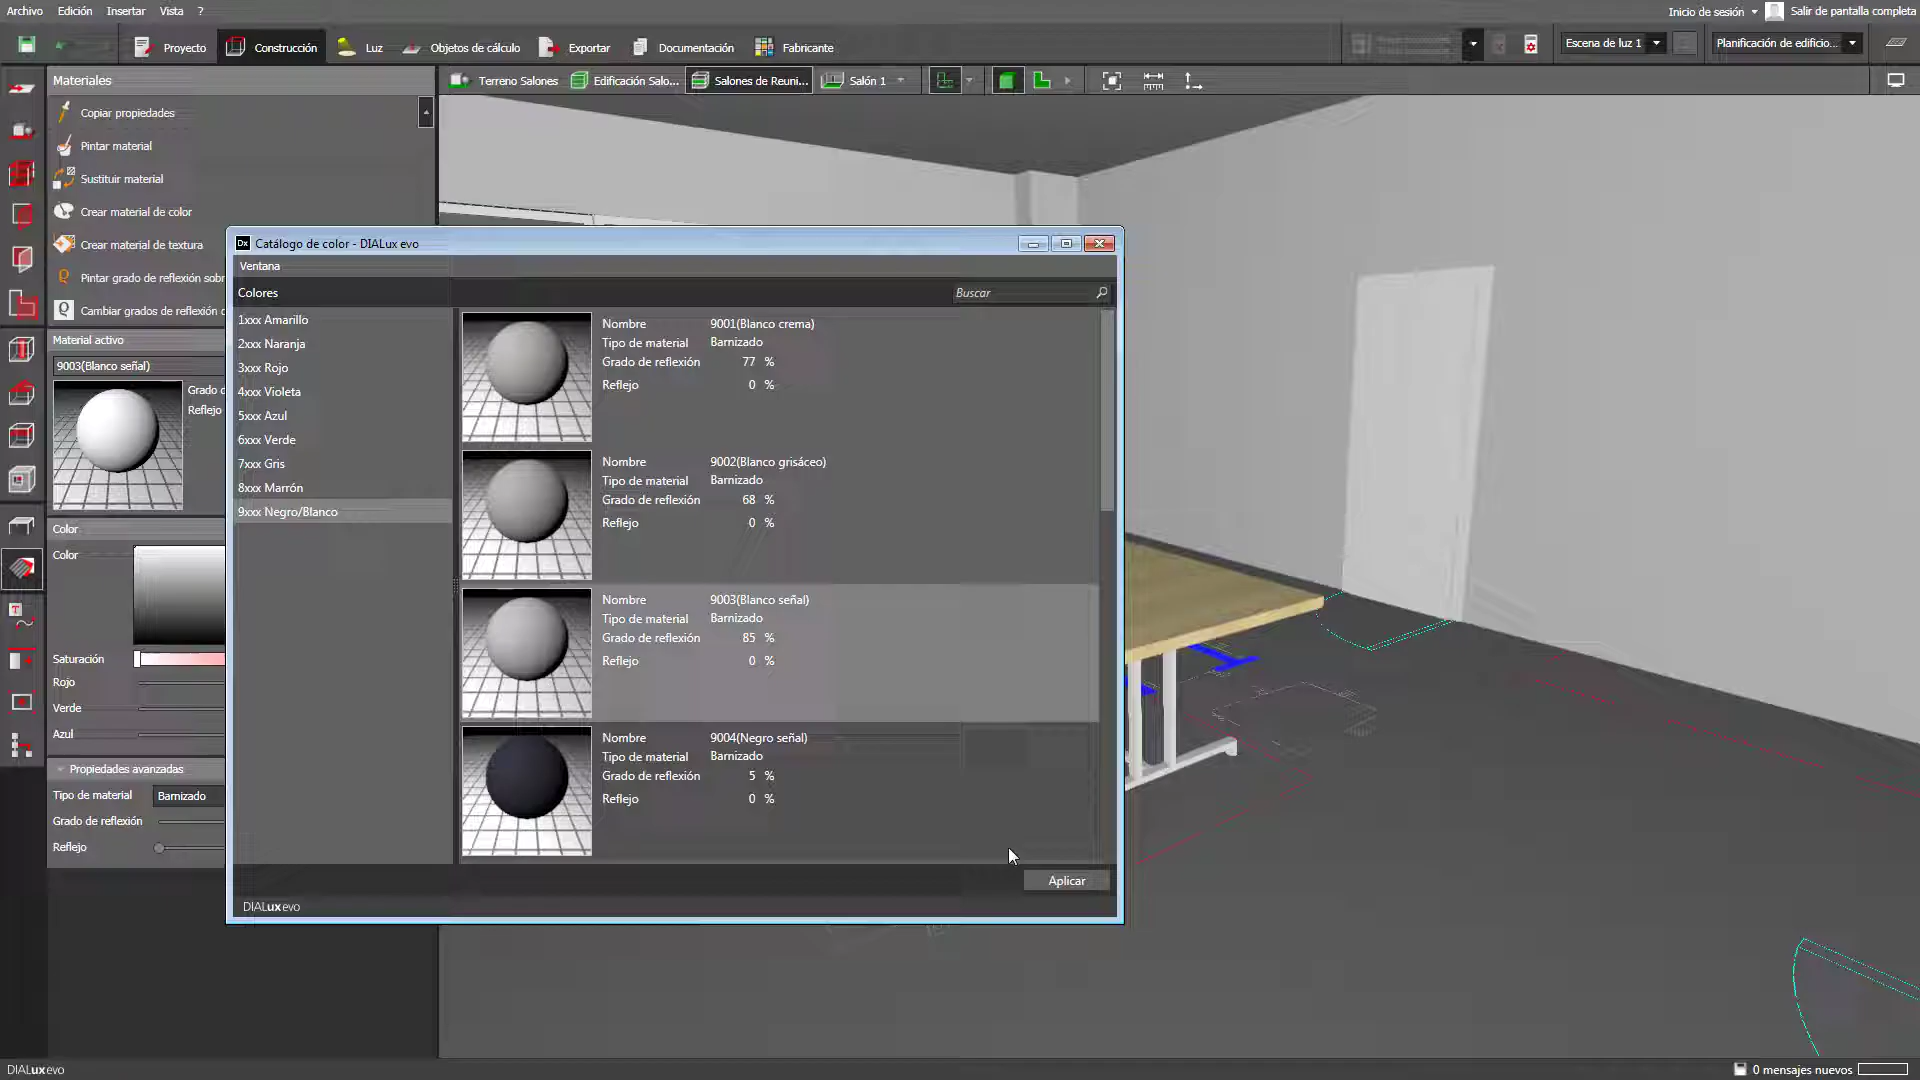 Archivo Edición Insertar Vista ?
Inicio de sesión Salir de pantalla completa
Proyecto Construcción Luz Objetos de cálculo Exportar Documentación Fabricante
Escena de luz 1 Planificación de edificio...
Materiales
Terreno Salones Edificación Salo... Salones de Reuni... Salón 1
Copiar propiedades
Pintar material
Sustituir material
Crear material de color
Crear material de textura
Pintar grado de reflexión sobr
Cambiar grados de reflexión d
Material activo
9003(Blanco señal)
Grado d
Reflejo
Color
Color
Saturación
Rojo
Verde
Azul
Propiedades avanzadas
Tipo de material Barnizado
Grado de reflexión
Reflejo
Dx Catálogo de color - DIALux evo
Ventana
Colores
Buscar
1xxx Amarillo
2xxx Naranja
3xxx Rojo
4xxx Violeta
5xxx Azul
6xxx Verde
7xxx Gris
8xxx Marrón
9xxx Negro/Blanco
Nombre 9001(Blanco crema)
Tipo de material Barnizado
Grado de reflexión 77 %
Reflejo 0 %
Nombre 9002(Blanco grisáceo)
Tipo de material Barnizado
Grado de reflexión 68 %
Reflejo 0 %
Nombre 9003(Blanco señal)
Tipo de material Barnizado
Grado de reflexión 85 %
Reflejo 0 %
Nombre 9004(Negro señal)
Tipo de material Barnizado
Grado de reflexión 5 %
Reflejo 0 %
Aplicar
DIALux evo
DIALux evo
0 mensajes nuevos